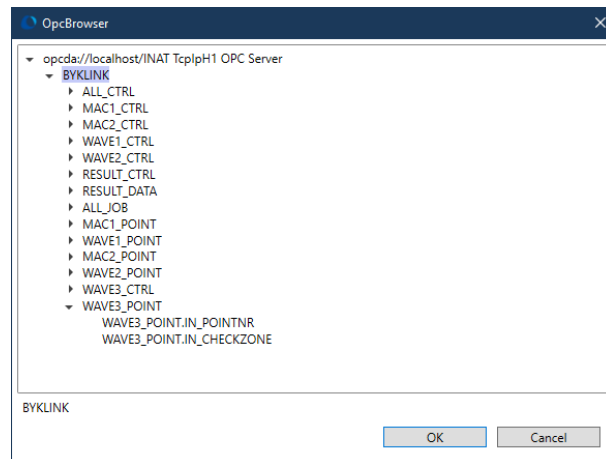 OpcBrowser
opcda://localhost/INAT TcpIpH1 OPC Server
BYKLINK
ALL_CTRL
MAC1_CTRL
MAC2_CTRL
WAVE1_CTRL
WAVE2_CTRL
RESULT_CTRL
RESULT_DATA
ALL_JOB
MAC1_POINT
WAVE1_POINT
MAC2_POINT
WAVE2_POINT
WAVE3_CTRL
WAVE3_POINT
WAVE3_POINT.IN_POINTNR
WAVE3_POINT.IN_CHECKZONE
BYKLINK
OK Cancel